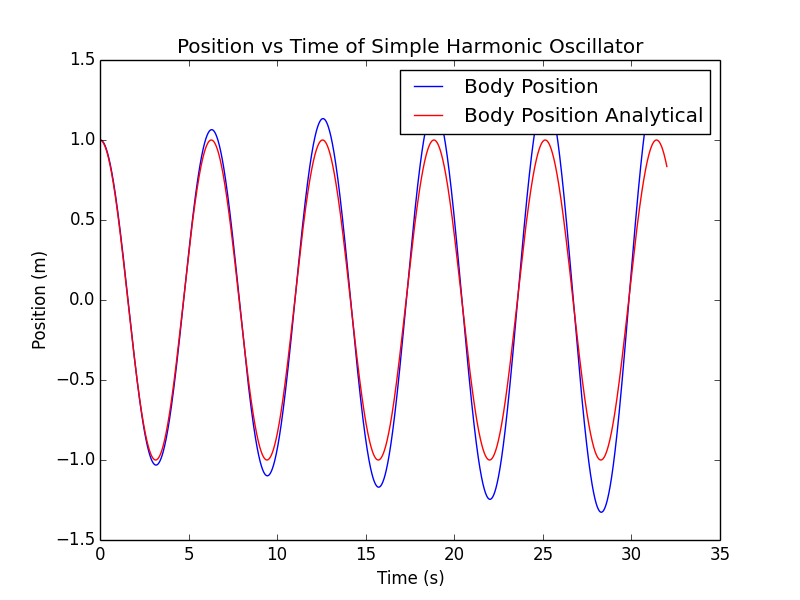 Position vs Time of Simple Harmonic Oscillator
Body Position
Body Position Analytical
1.5
1.0
0.5
0.0
−0.5
−1.0
−1.5
Position (m)
0 5 10 15 20 25 30 35
Time (s)